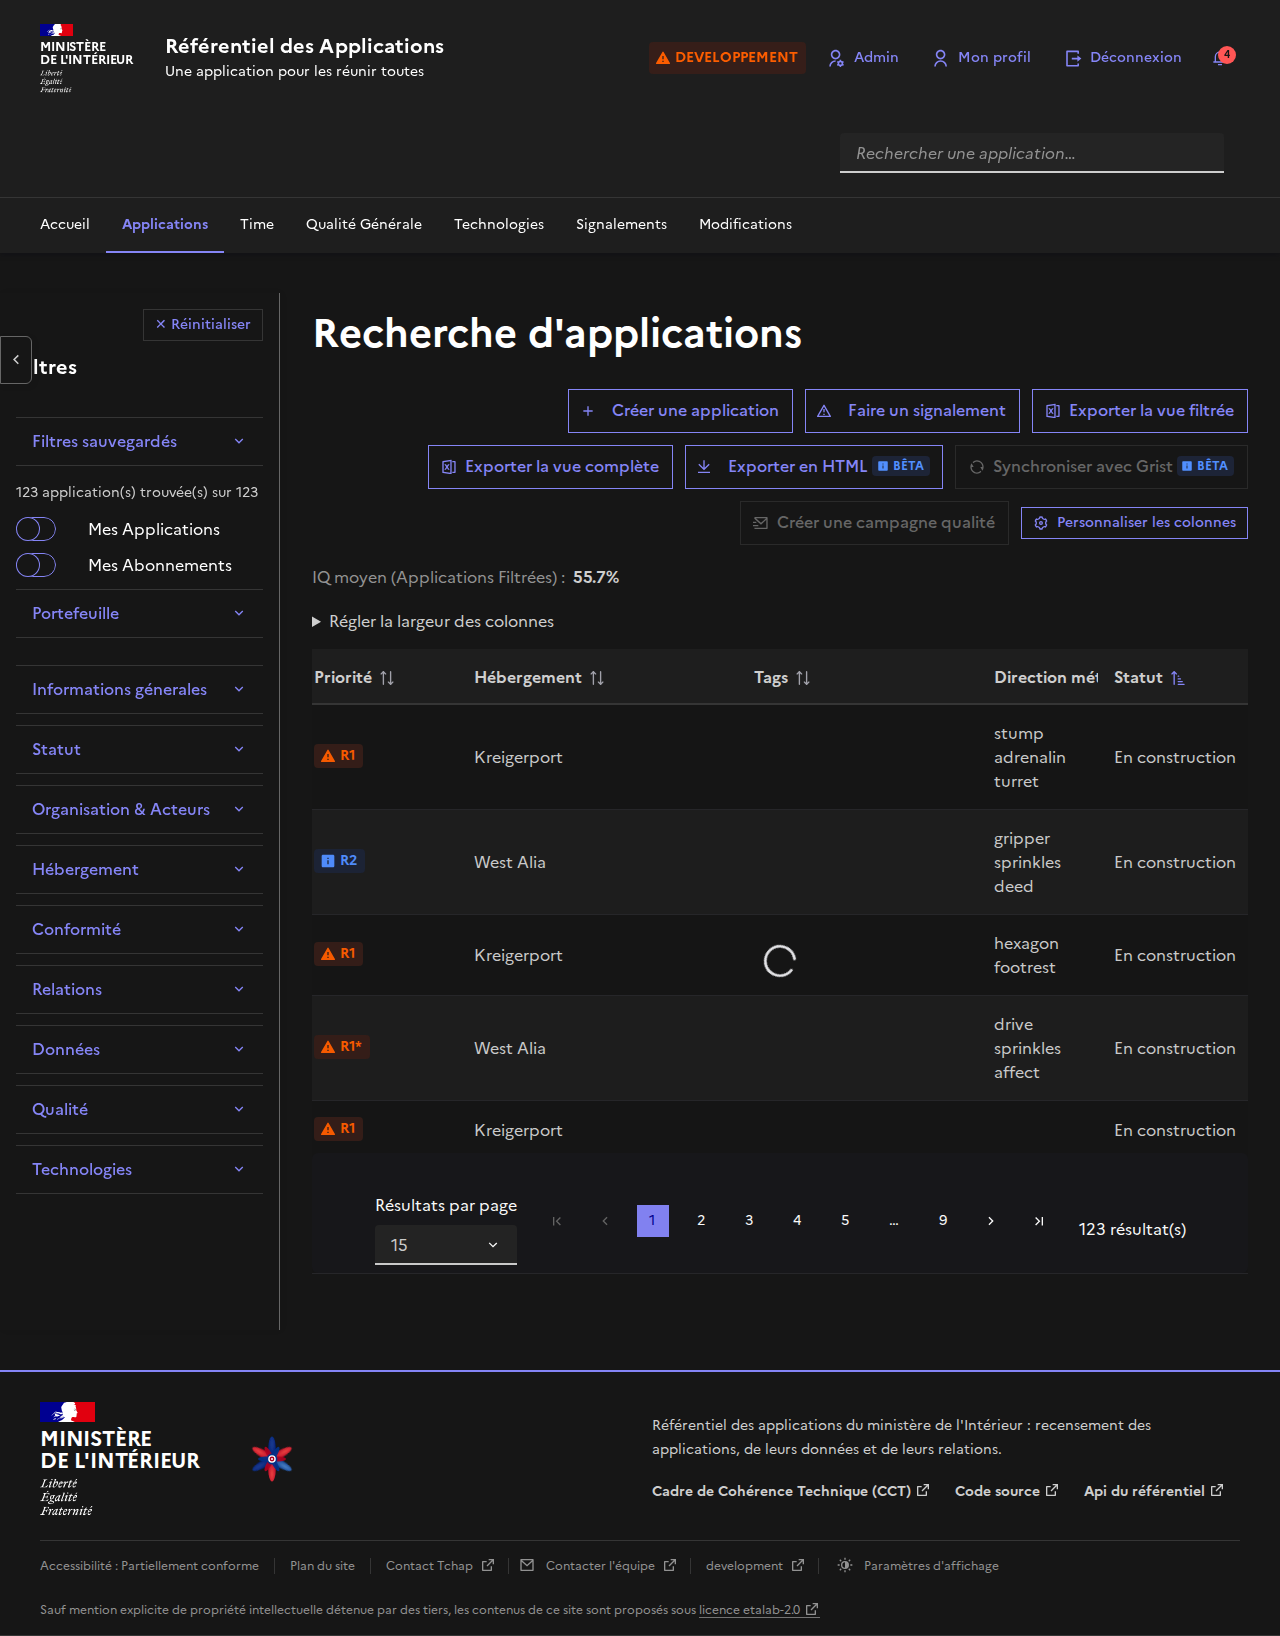 MINISTÈRE
DE L'INTÉRIEUR
Liberté
Égalité
Fraternité
Référentiel des Applications
Une application pour les réunir toutes
DEVELOPPEMENT
Admin
Mon profil
Déconnexion
4
Rechercher une application…
Accueil
Applications
Time
Qualité Générale
Technologies
Signalements
Modifications
Réinitialiser
ltres
Filtres sauvegardés
123 application(s) trouvée(s) sur 123
Mes Applications
Mes Abonnements
Portefeuille
Informations génerales
Statut
Organisation & Acteurs
Hébergement
Conformité
Relations
Données
Qualité
Technologies
Recherche d'applications
Créer une application
Faire un signalement
Exporter la vue filtrée
Exporter la vue complète
Exporter en HTML BÊTA
Synchroniser avec Grist BÊTA
Créer une campagne qualité
Personnaliser les colonnes
IQ moyen (Applications Filtrées) : 55.7%
Régler la largeur des colonnes
Priorité Hébergement Tags Direction mét Statut
R1 Kreigerport stump adrenalin turret En construction
R2 West Alia gripper sprinkles deed En construction
R1 Kreigerport hexagon footrest En construction
R1* West Alia drive sprinkles affect En construction
R1 Kreigerport En construction
Résultats par page
15
1 2 3 4 5 … 9
123 résultat(s)
MINISTÈRE
DE L'INTÉRIEUR
Liberté
Égalité
Fraternité
Référentiel des applications du ministère de l'Intérieur : recensement des
applications, de leurs données et de leurs relations.
Cadre de Cohérence Technique (CCT)
Code source
Api du référentiel
Accessibilité : Partiellement conforme
Plan du site
Contact Tchap
Contacter l'équipe
development
Paramètres d'affichage
Sauf mention explicite de propriété intellectuelle détenue par des tiers, les contenus de ce site sont proposés sous licence etalab-2.0